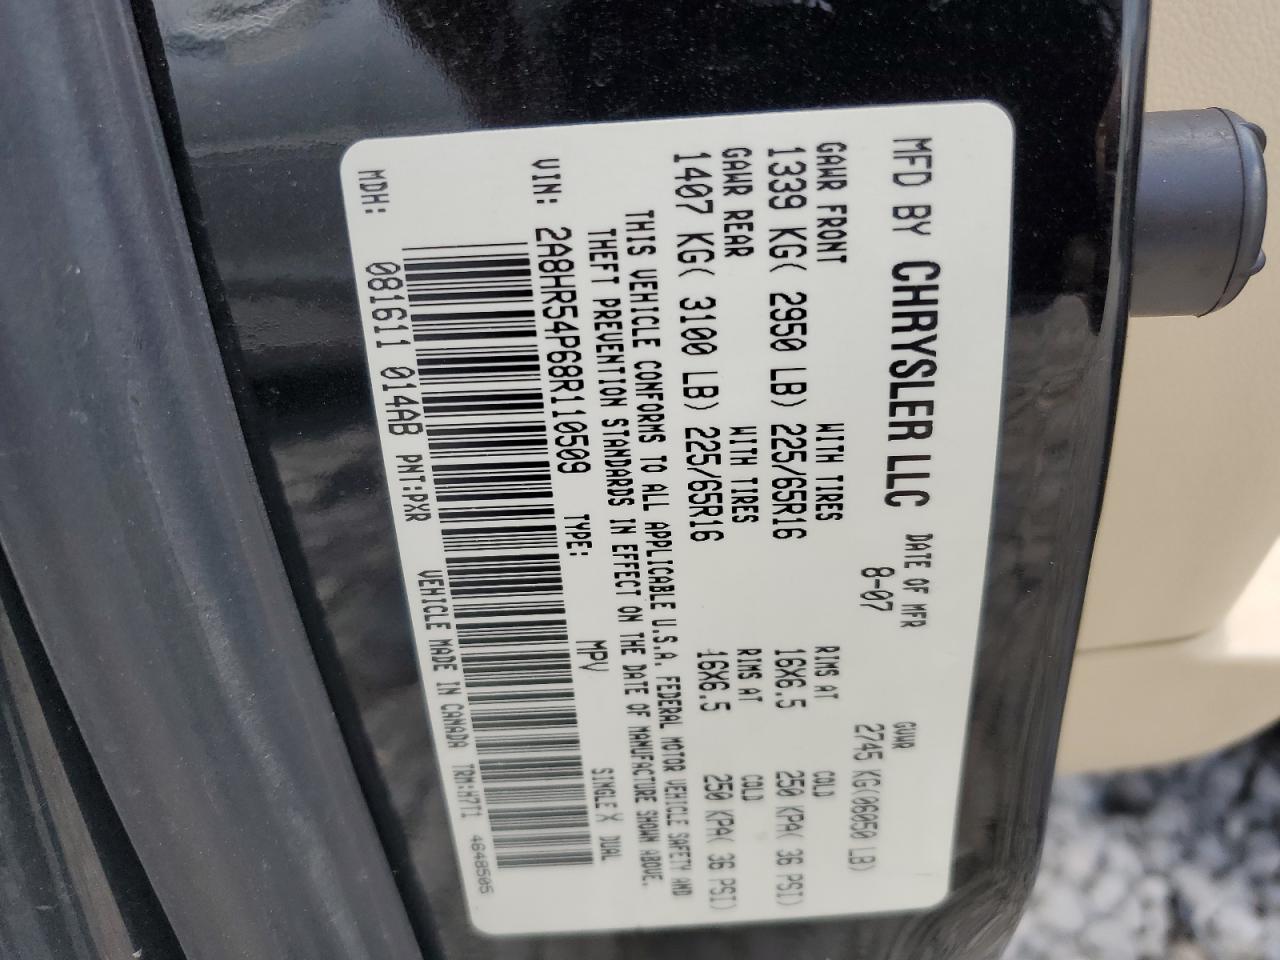 MFD BY CHRYSLER LLC DATE OF MFR GVWR
8-07 2745 KG(06050 LB)
GAWR FRONT WITH TIRES RIMS AT COLD
1339 KG( 2950 LB) 225/65R16 16X6.5 250 KPA( 36 PSI)
GAWR REAR WITH TIRES RIMS AT COLD
1407 KG( 3100 LB) 225/65R16 16X6.5 250 KPA( 36 PSI)
THIS VEHICLE CONFORMS TO ALL APPLICABLE U.S.A. FEDERAL MOTOR VEHICLE SAFETY AND
THEFT PREVENTION STANDARDS IN EFFECT ON THE DATE OF MANUFACTURE SHOWN ABOVE.
VIN: 2A8HR54P68R110509 TYPE: MPV SINGLE X DUAL
MDH: 081611 014AB PNT:PXR VEHICLE MADE IN CANADA TRM:H7T1 4648505